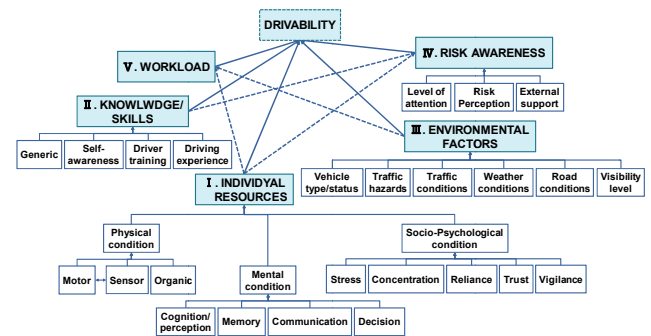 DRIVABILITY
Ⅴ. WORKLOAD
Ⅳ. RISK AWARENESS
Level of
attention
Risk
Perception
External
support
Ⅱ. KNOWLWDGE/
SKILLS
Generic
Self-
awareness
Driver
training
Driving
experience
Ⅲ. ENVIRONMENTAL
FACTORS
Vehicle
type/status
Traffic
hazards
Traffic
conditions
Weather
conditions
Road
conditions
Visibility
level
Ⅰ. INDIVIDYAL
RESOURCES
Physical
condition
Motor
Sensor
Organic
Mental
condition
Cognition/
perception
Memory
Communication
Decision
Socio-Psychological
condition
Stress
Concentration
Reliance
Trust
Vigilance